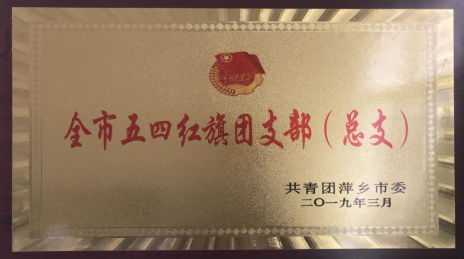 全市五四红旗团支部（总支）
共青团萍乡市委
二〇一九年三月